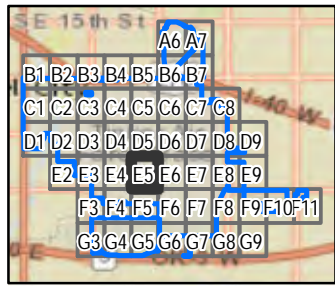 SE 15th St
A6 A7
B1 B2 B3 B4 B5 B6 B7
I-40 W
C1 C2 C3 C4 C5 C6 C7 C8
D1 D2 D3 D4 D5 D6 D7 D8 D9
E2 E3 E4 E5 E6 E7 E8 E9
F3 F4 F5 F6 F7 F8 F9 F10 F11
G3 G4 G5 G6 G7 G8 G9